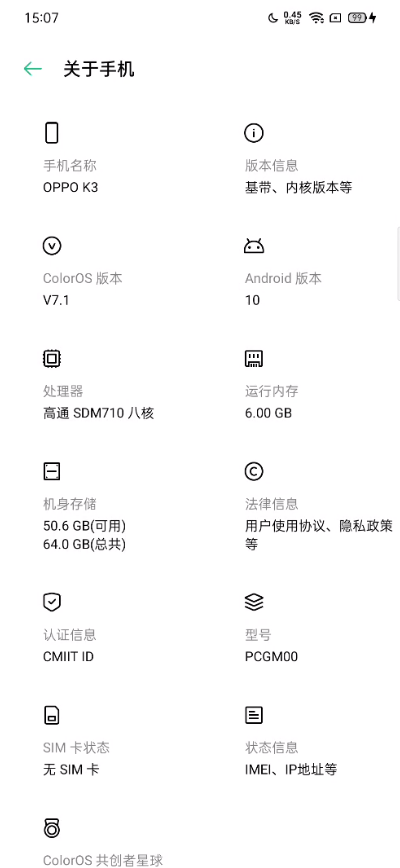 15:07
0.45
KB/S
99
关于手机
手机名称
OPPO K3
版本信息
基带、内核版本等
ColorOS 版本
V7.1
Android 版本
10
处理器
高通 SDM710 八核
运行内存
6.00 GB
机身存储
50.6 GB(可用)
64.0 GB(总共)
法律信息
用户使用协议、隐私政策
等
认证信息
CMIIT ID
型号
PCGM00
SIM 卡状态
无 SIM 卡
状态信息
IMEI、IP地址等
ColorOS 共创者星球